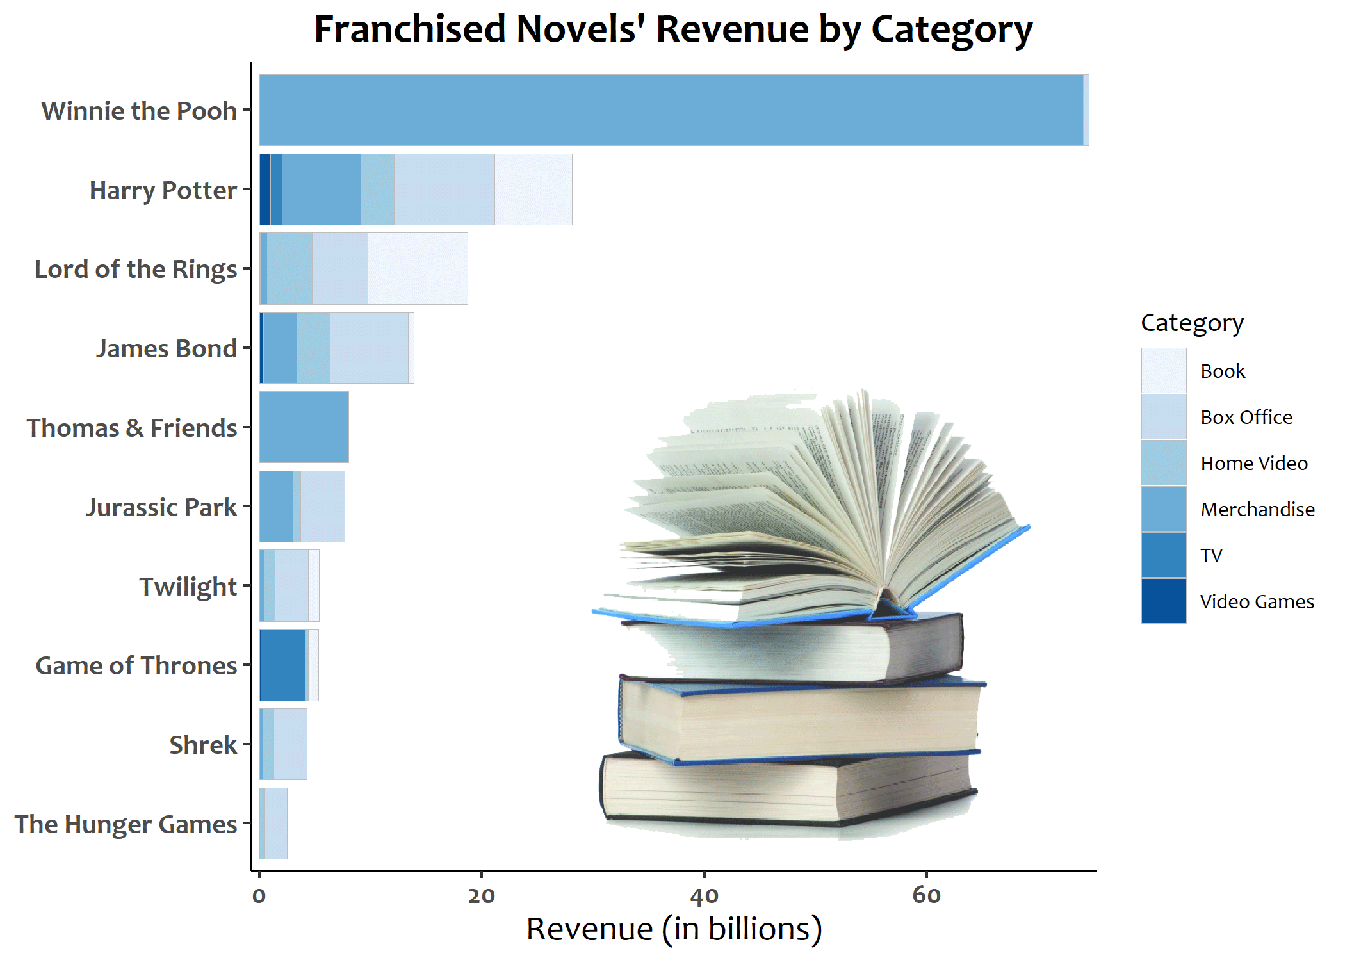 Franchised Novels' Revenue by Category
Winnie the Pooh
Harry Potter
Lord of the Rings
James Bond
Thomas & Friends
Jurassic Park
Twilight
Game of Thrones
Shrek
The Hunger Games
0 20 40 60
Revenue (in billions)
Category
Book
Box Office
Home Video
Merchandise
TV
Video Games